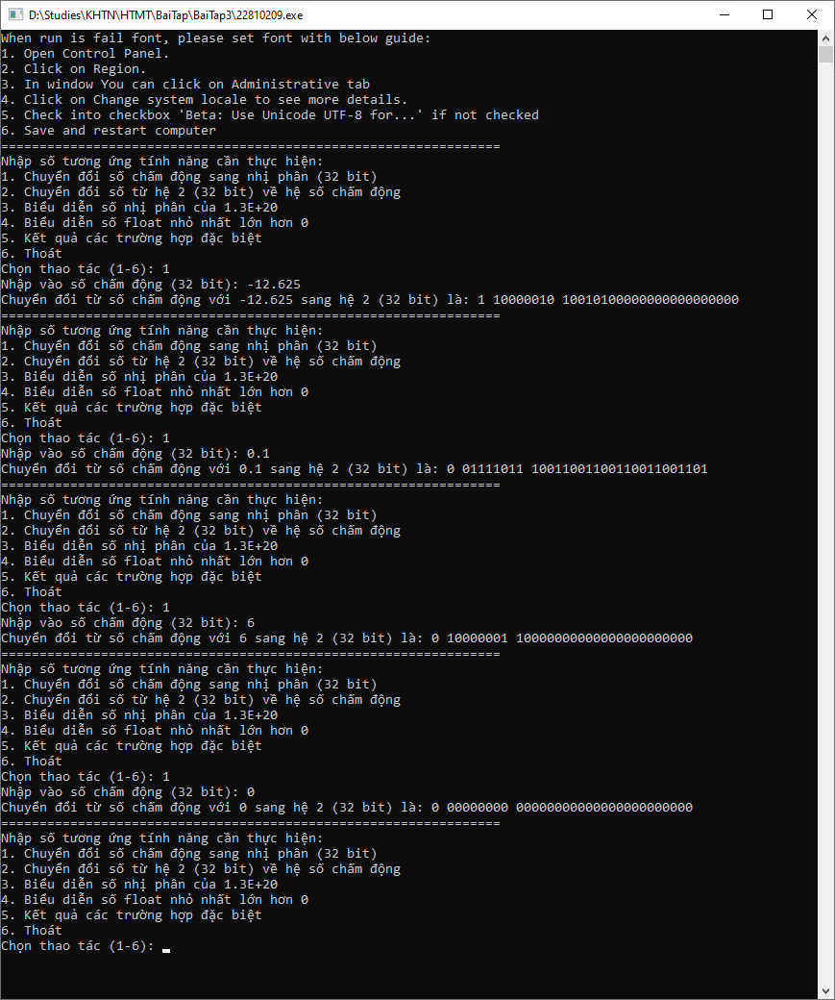 D:\Studies\KHTN\HTMT\BaiTap\BaiTap3\22810209.exe
When run is fail font, please set font with below guide:
1. Open Control Panel.
2. Click on Region.
3. In window You can click on Administrative tab
4. Click on Change system locale to see more details.
5. Check into checkbox 'Beta: Use Unicode UTF-8 for...' if not checked
6. Save and restart computer
=================================================================
Nhập số tương ứng tính năng cần thực hiện:
1. Chuyển đổi số chấm động sang nhị phân (32 bit)
2. Chuyển đổi số từ hệ 2 (32 bit) về hệ số chấm động
3. Biểu diễn số nhị phân của 1.3E+20
4. Biểu diễn số float nhỏ nhất lớn hơn 0
5. Kết quả các trường hợp đặc biệt
6. Thoát
Chọn thao tác (1-6): 1
Nhập vào số chấm động (32 bit): -12.625
Chuyển đổi từ số chấm động với -12.625 sang hệ 2 (32 bit) là: 1 10000010 10010100000000000000000
=================================================================
Nhập số tương ứng tính năng cần thực hiện:
1. Chuyển đổi số chấm động sang nhị phân (32 bit)
2. Chuyển đổi số từ hệ 2 (32 bit) về hệ số chấm động
3. Biểu diễn số nhị phân của 1.3E+20
4. Biểu diễn số float nhỏ nhất lớn hơn 0
5. Kết quả các trường hợp đặc biệt
6. Thoát
Chọn thao tác (1-6): 1
Nhập vào số chấm động (32 bit): 0.1
Chuyển đổi từ số chấm động với 0.1 sang hệ 2 (32 bit) là: 0 01111011 10011001100110011001101
=================================================================
Nhập số tương ứng tính năng cần thực hiện:
1. Chuyển đổi số chấm động sang nhị phân (32 bit)
2. Chuyển đổi số từ hệ 2 (32 bit) về hệ số chấm động
3. Biểu diễn số nhị phân của 1.3E+20
4. Biểu diễn số float nhỏ nhất lớn hơn 0
5. Kết quả các trường hợp đặc biệt
6. Thoát
Chọn thao tác (1-6): 1
Nhập vào số chấm động (32 bit): 6
Chuyển đổi từ số chấm động với 6 sang hệ 2 (32 bit) là: 0 10000001 10000000000000000000000
=================================================================
Nhập số tương ứng tính năng cần thực hiện:
1. Chuyển đổi số chấm động sang nhị phân (32 bit)
2. Chuyển đổi số từ hệ 2 (32 bit) về hệ số chấm động
3. Biểu diễn số nhị phân của 1.3E+20
4. Biểu diễn số float nhỏ nhất lớn hơn 0
5. Kết quả các trường hợp đặc biệt
6. Thoát
Chọn thao tác (1-6): 1
Nhập vào số chấm động (32 bit): 0
Chuyển đổi từ số chấm động với 0 sang hệ 2 (32 bit) là: 0 00000000 00000000000000000000000
=================================================================
Nhập số tương ứng tính năng cần thực hiện:
1. Chuyển đổi số chấm động sang nhị phân (32 bit)
2. Chuyển đổi số từ hệ 2 (32 bit) về hệ số chấm động
3. Biểu diễn số nhị phân của 1.3E+20
4. Biểu diễn số float nhỏ nhất lớn hơn 0
5. Kết quả các trường hợp đặc biệt
6. Thoát
Chọn thao tác (1-6):